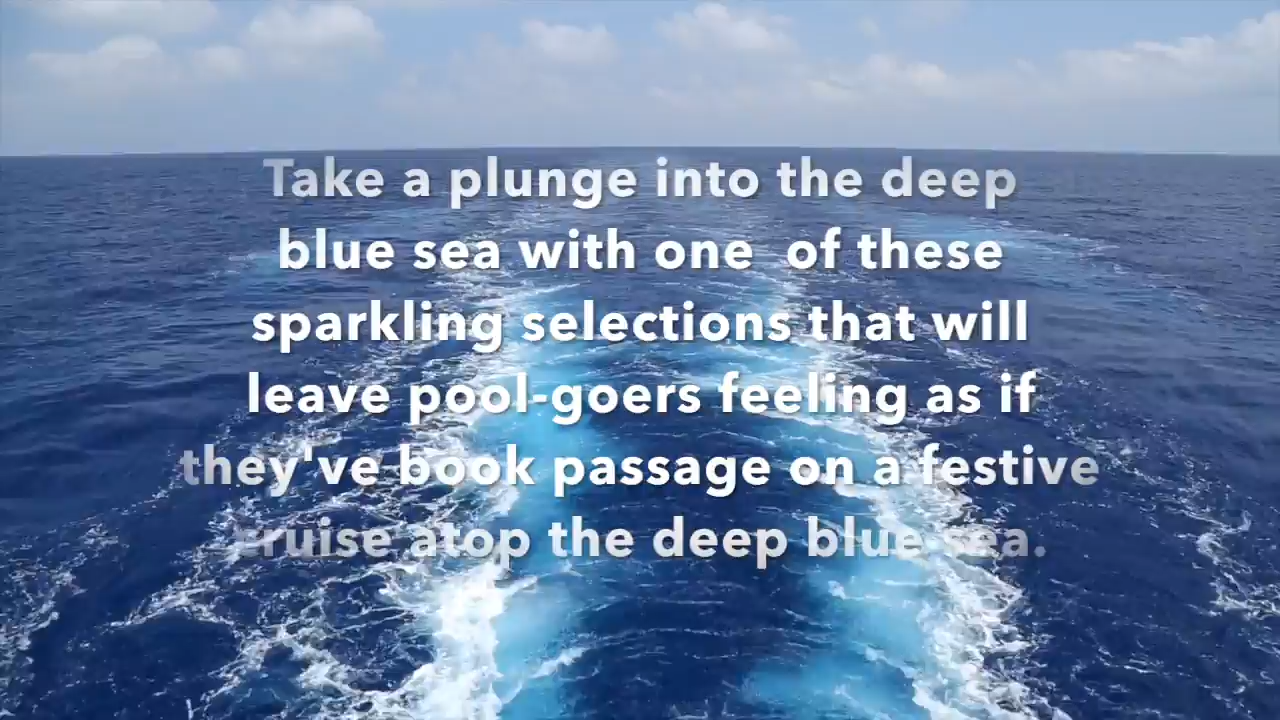 Take a plunge into the deep
blue sea with one  of these
sparkling selections that will
leave pool-goers feeling as if
they've book passage on a festive
cruise atop the deep blue sea.